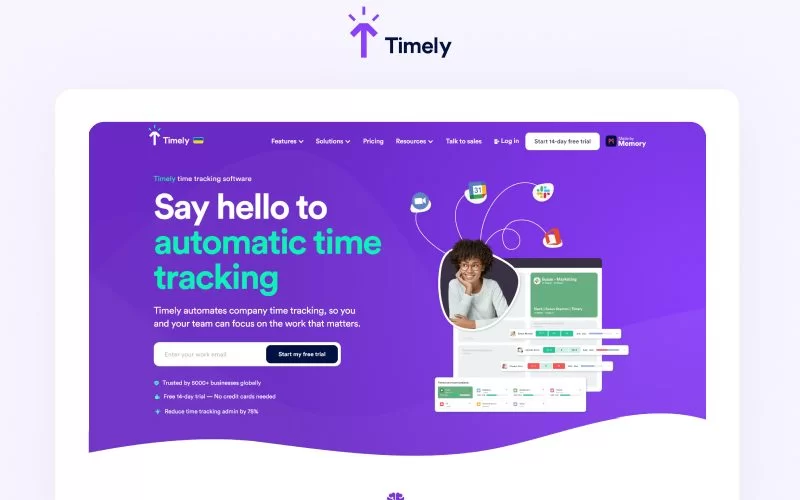 Timely
Timely
Features
Solutions
Pricing
Resources
Talk to sales
Log in
Start 14-day free trial
Memory
Timely time tracking software
Say hello to
automatic time
tracking
Timely automates company time tracking, so you
and your team can focus on the work that matters.
Enter your work email
Start my free trial
Trusted by 5000+ businesses globally
Free 14-day trial — No credit cards needed
Reduce time tracking admin by 75%
31